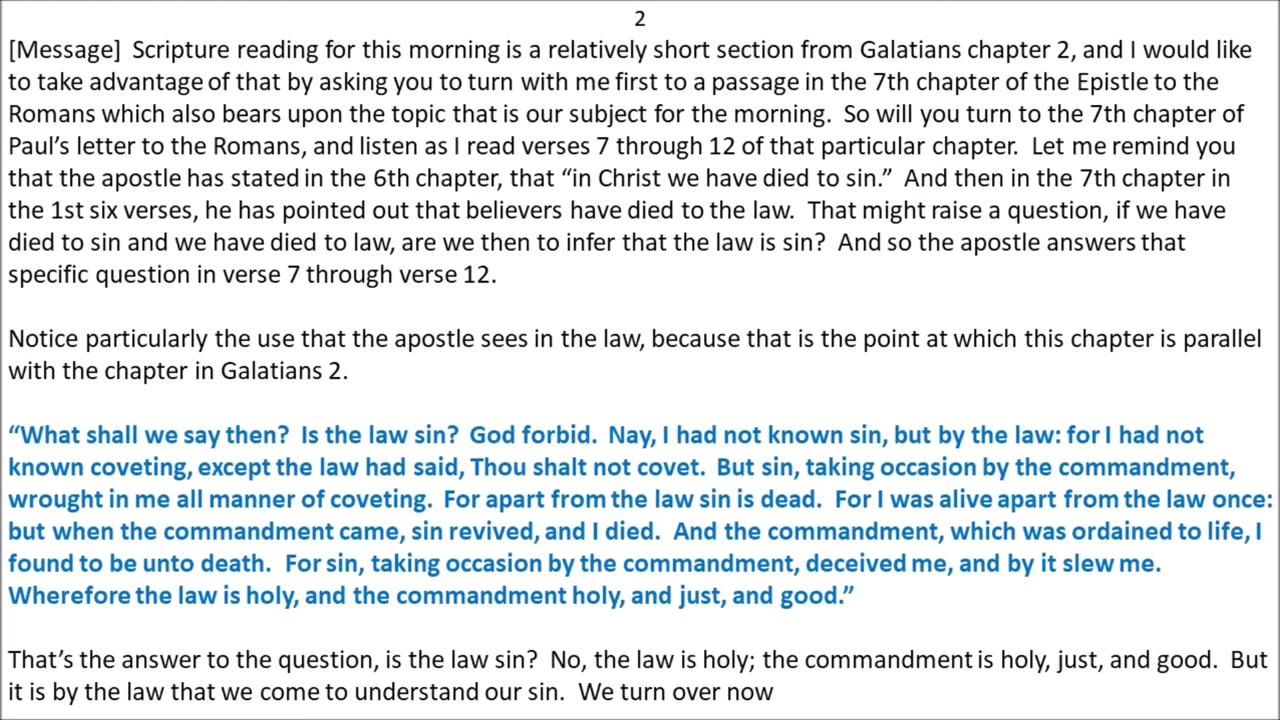 2
[Message]  Scripture reading for this morning is a relatively short section from Galatians chapter 2, and I would like
to take advantage of that by asking you to turn with me first to a passage in the 7th chapter of the Epistle to the
Romans which also bears upon the topic that is our subject for the morning.  So will you turn to the 7th chapter of
Paul’s letter to the Romans, and listen as I read verses 7 through 12 of that particular chapter.  Let me remind you
that the apostle has stated in the 6th chapter, that “in Christ we have died to sin.”  And then in the 7th chapter in
the 1st six verses, he has pointed out that believers have died to the law.  That might raise a question, if we have
died to sin and we have died to law, are we then to infer that the law is sin?  And so the apostle answers that
specific question in verse 7 through verse 12.
Notice particularly the use that the apostle sees in the law, because that is the point at which this chapter is parallel
with the chapter in Galatians 2.
“What shall we say then?  Is the law sin?  God forbid.  Nay, I had not known sin, but by the law: for I had not
known coveting, except the law had said, Thou shalt not covet.  But sin, taking occasion by the commandment,
wrought in me all manner of coveting.  For apart from the law sin is dead.  For I was alive apart from the law once:
but when the commandment came, sin revived, and I died.  And the commandment, which was ordained to life, I
found to be unto death.  For sin, taking occasion by the commandment, deceived me, and by it slew me.
Wherefore the law is holy, and the commandment holy, and just, and good.”
That’s the answer to the question, is the law sin?  No, the law is holy; the commandment is holy, just, and good.  But
it is by the law that we come to understand our sin.  We turn over now